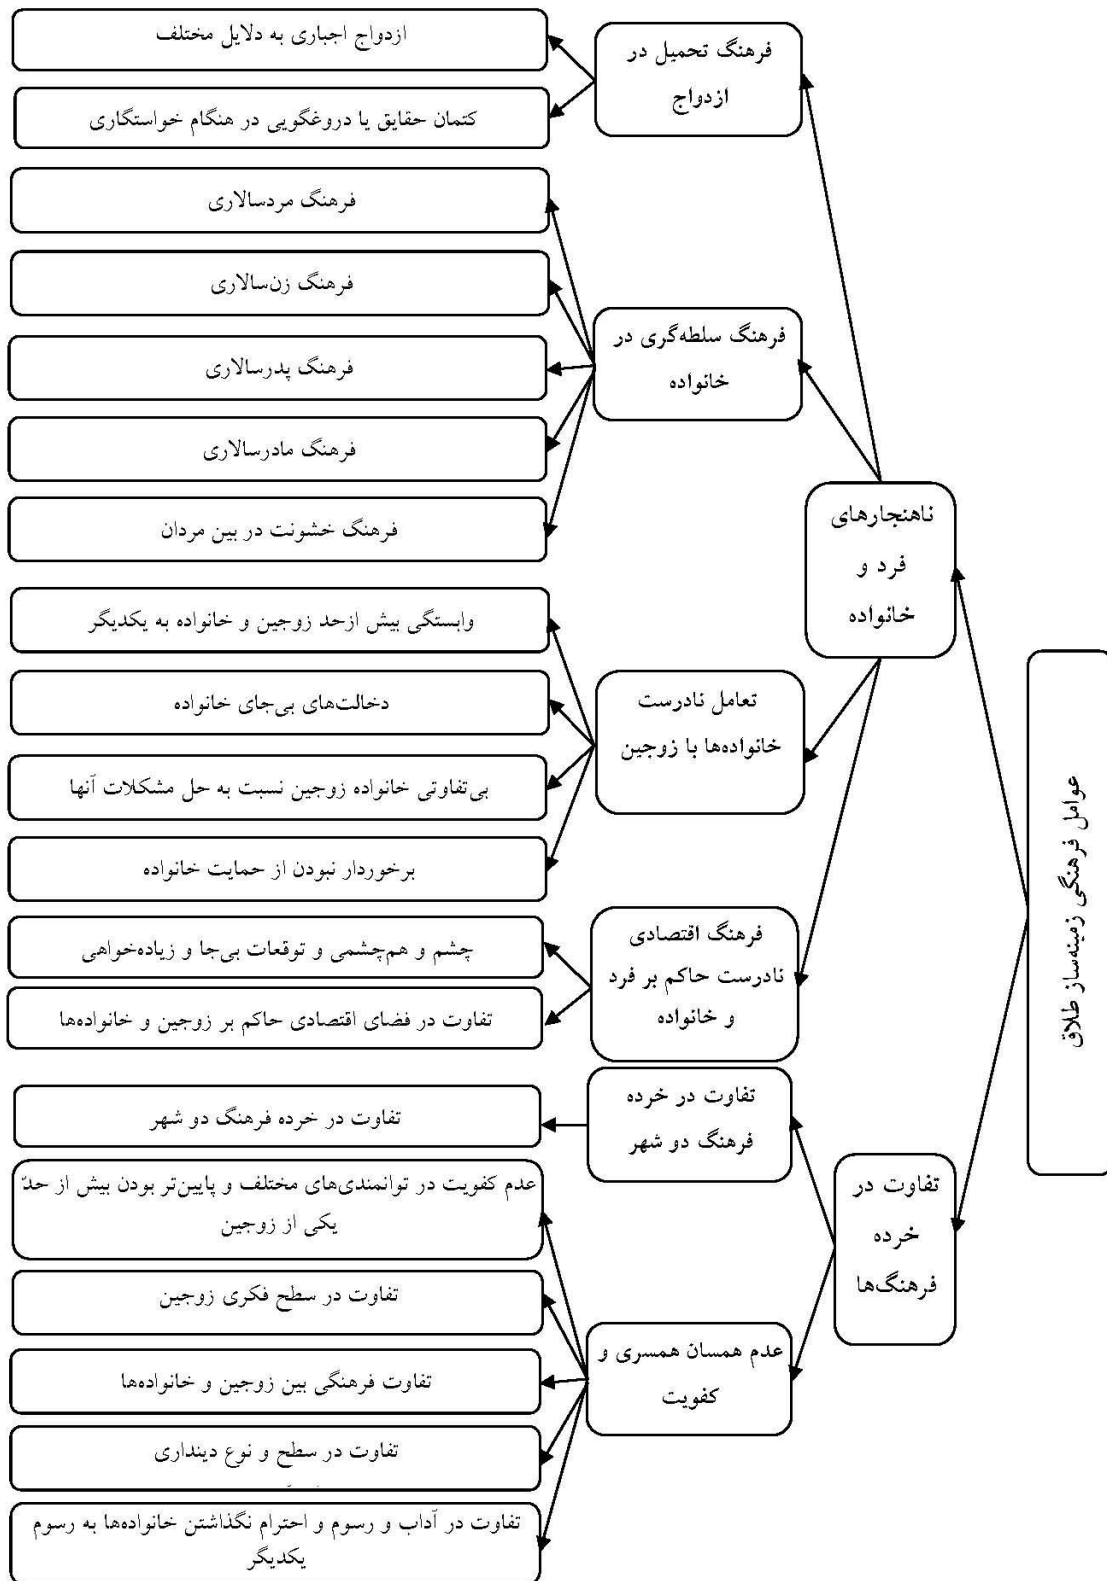 عوامل فرهنگی زمینه‌ساز طلاق
ناهنجارهای
فرد و
خانواده
فرهنگ تحمیل در
ازدواج
ازدواج اجباری به دلایل مختلف
کتمان حقایق یا دروغگویی در هنگام خواستگاری
فرهنگ سلطه‌گری در
خانواده
فرهنگ مردسالاری
فرهنگ زن‌سالاری
فرهنگ پدرسالاری
فرهنگ مادرسالاری
فرهنگ خشونت در بین مردان
تعامل نادرست
خانواده‌ها با زوجین
وابستگی بیش ازحد زوجین و خانواده به یکدیگر
دخالت‌های بی‌جای خانواده
بی‌تفاوتی خانواده زوجین نسبت به حل مشکلات آنها
برخوردار نبودن از حمایت خانواده
فرهنگ اقتصادی
نادرست حاکم بر فرد
و خانواده
چشم و هم‌چشمی و توقعات بی‌جا و زیاده‌خواهی
تفاوت در فضای اقتصادی حاکم بر زوجین و خانواده‌ها
تفاوت در
خرده
فرهنگ‌ها
تفاوت در خرده
فرهنگ دو شهر
تفاوت در خرده فرهنگ دو شهر
عدم همسان همسری و
کفویت
عدم کفویت در توانمندی‌های مختلف و پایین‌تر بودن بیش از حدّ
یکی از زوجین
تفاوت در سطح فکری زوجین
تفاوت فرهنگی بین زوجین و خانواده‌ها
تفاوت در سطح و نوع دینداری
تفاوت در آداب و رسوم و احترام نگذاشتن خانواده‌ها به رسوم
یکدیگر